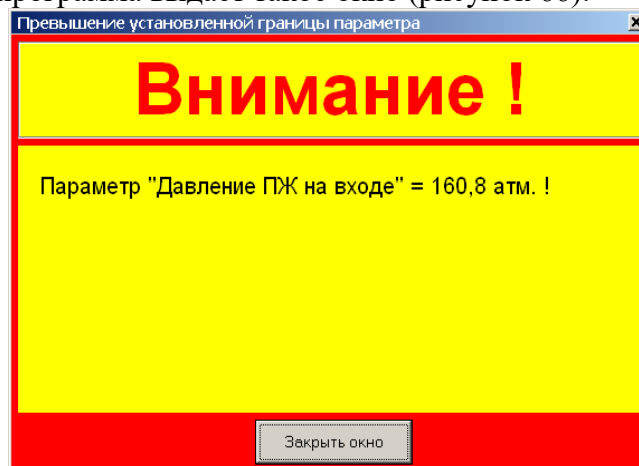 программа выдает такое окно (рисунок 66).
Превышение установленной границы параметра
Внимание !
Параметр "Давление ПЖ на входе" = 160,8 атм. !
Закрыть окно